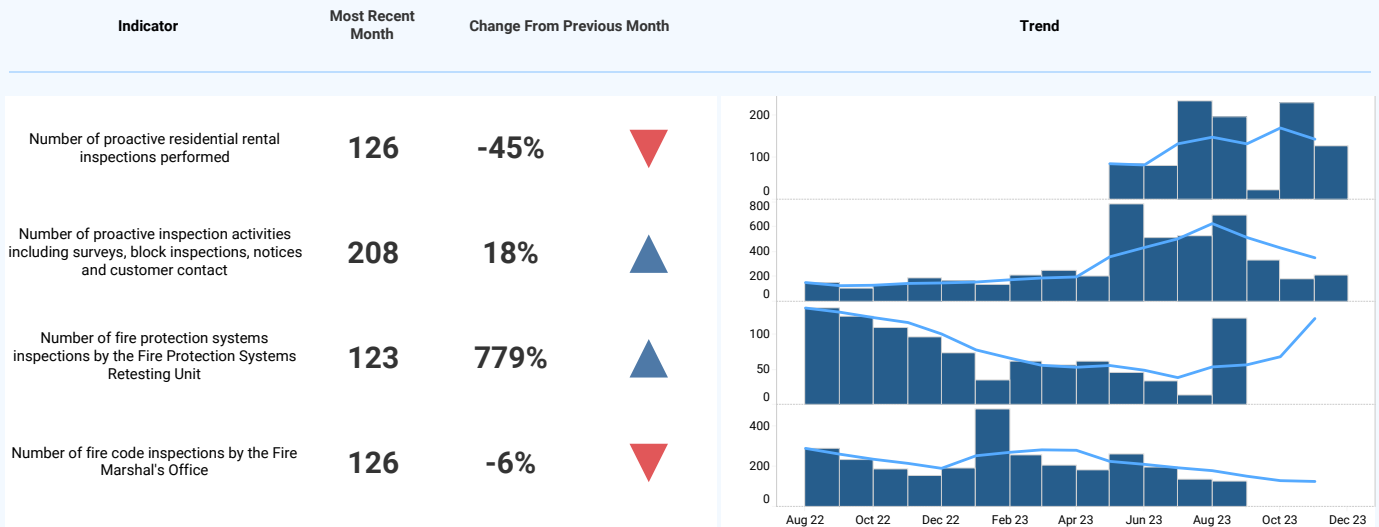 Indicator
Most Recent
Month
Change From Previous Month
Trend
Number of proactive residential rental
inspections performed
126
-45%
200
100
0
Number of proactive inspection activities
including surveys, block inspections, notices
and customer contact
208
18%
800
600
400
200
0
Number of fire protection systems
inspections by the Fire Protection Systems
Retesting Unit
123
779%
100
50
0
Number of fire code inspections by the Fire
Marshal's Office
126
-6%
400
200
0
Aug 22
Oct 22
Dec 22
Feb 23
Apr 23
Jun 23
Aug 23
Oct 23
Dec 23